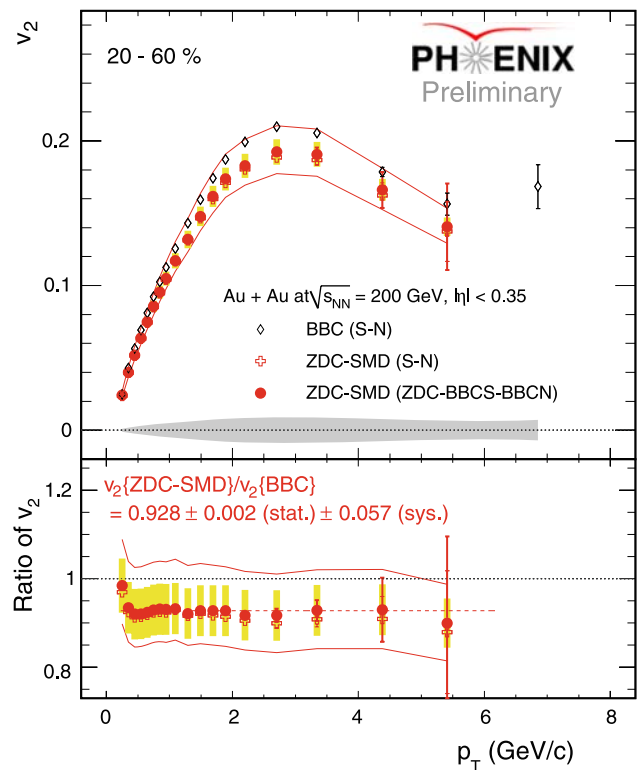 v₂
20 - 60 %
PHENIX
Preliminary
0.2
0.1
0
Au + Au at √s_NN = 200 GeV, |η| < 0.35
BBC (S-N)
ZDC-SMD (S-N)
ZDC-SMD (ZDC-BBCS-BBCN)
Ratio of v₂
1.2
1
0.8
v₂{ZDC-SMD}/v₂{BBC}
= 0.928 ± 0.002 (stat.) ± 0.057 (sys.)
0 2 4 6 8
p_T (GeV/c)